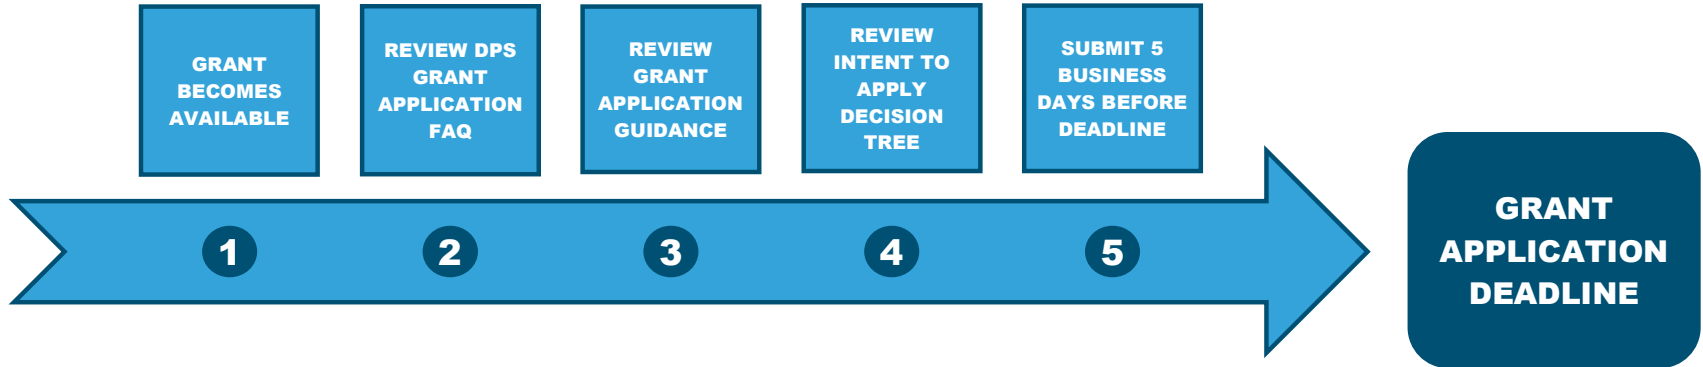 GRANT
BECOMES
AVAILABLE
REVIEW DPS
GRANT
APPLICATION
FAQ
REVIEW
GRANT
APPLICATION
GUIDANCE
REVIEW
INTENT TO
APPLY
DECISION
TREE
SUBMIT 5
BUSINESS
DAYS BEFORE
DEADLINE
1
2
3
4
5
GRANT
APPLICATION
DEADLINE